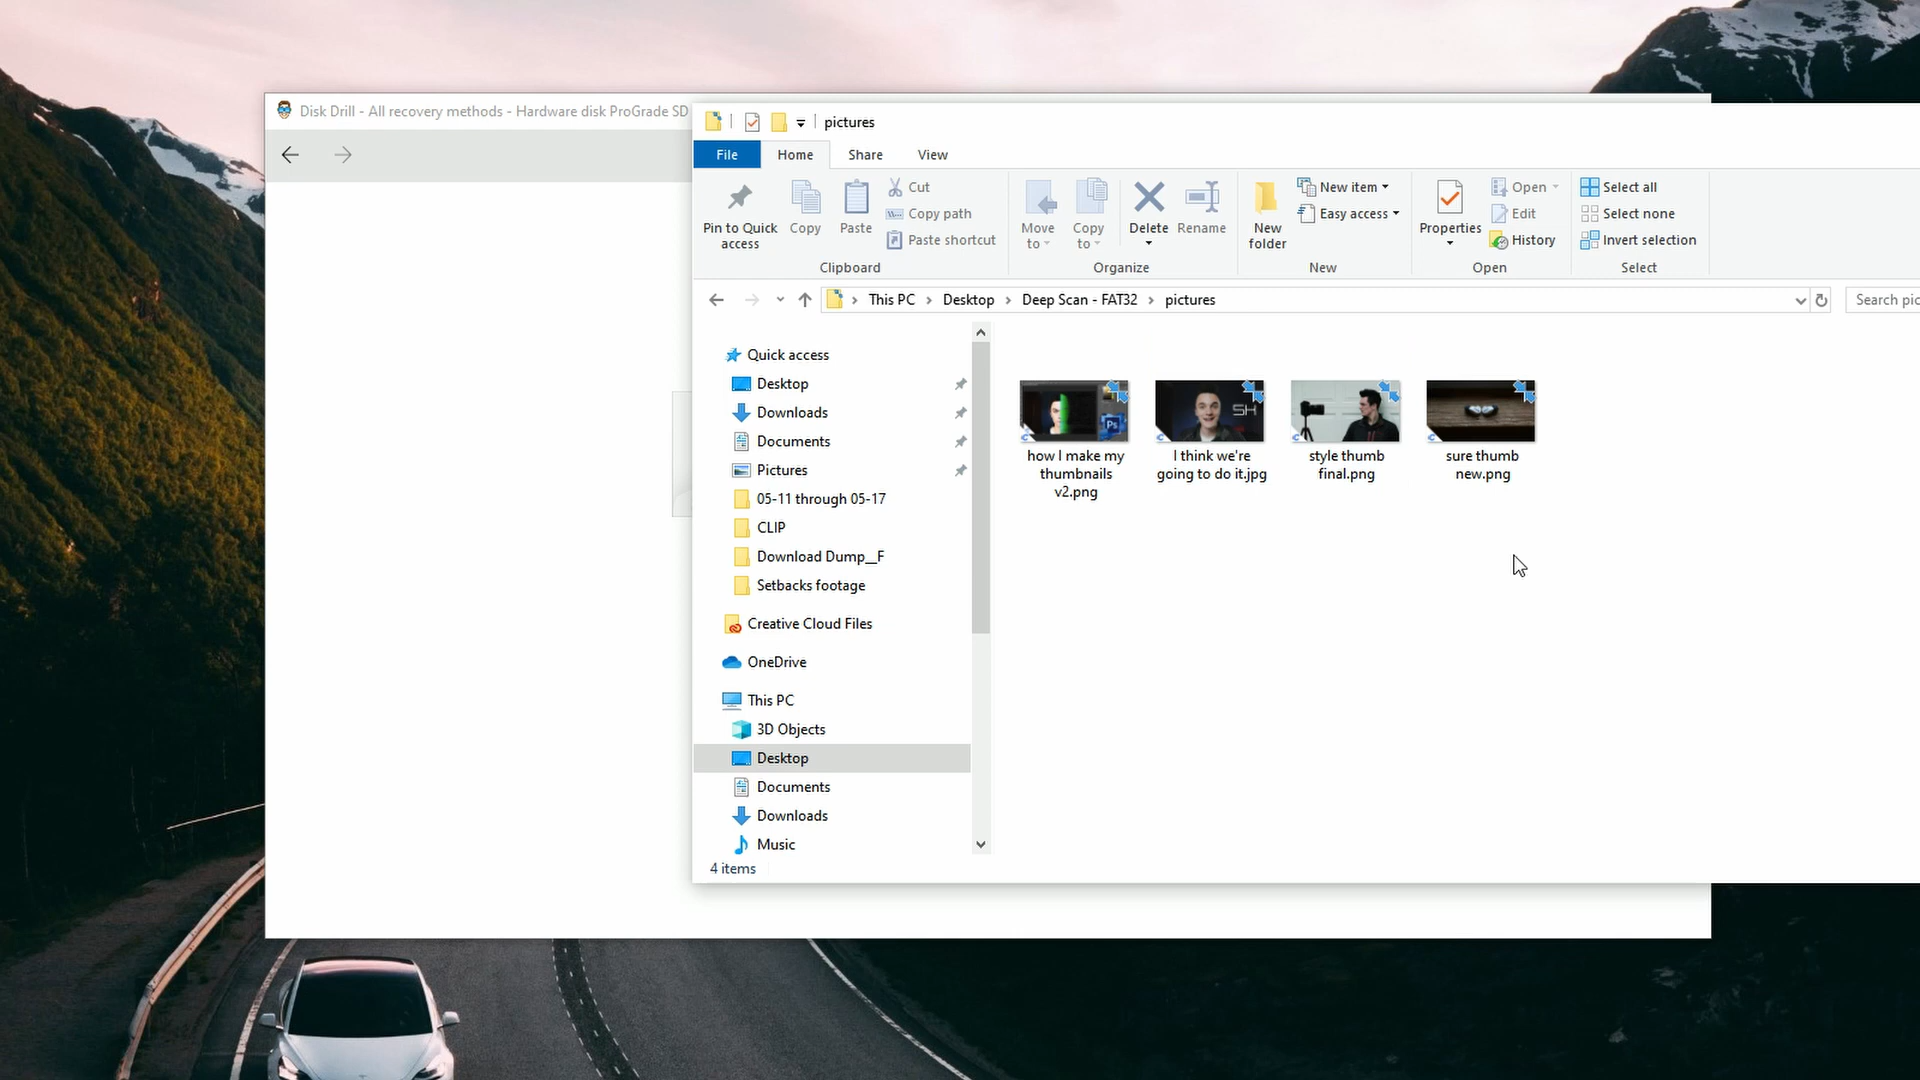 Disk Drill - All recovery methods - Hardware disk ProGrade SD
pictures
File Home Share View
Pin to Quick access
Copy
Paste
Cut
Copy path
Paste shortcut
Clipboard
Move to
Copy to
Delete
Rename
Organize
New folder
New item
Easy access
New
Properties
Open
Edit
History
Open
Select all
Select none
Invert selection
Select
This PC > Desktop > Deep Scan - FAT32 > pictures
Search pic
Quick access
Desktop
Downloads
Documents
Pictures
05-11 through 05-17
CLIP
Download Dump__F
Setbacks footage
Creative Cloud Files
OneDrive
This PC
3D Objects
Desktop
Documents
Downloads
Music
4 items
Ps
SH
how I make my
thumbnails
v2.png
I think we're
going to do it.jpg
style thumb
final.png
sure thumb
new.png